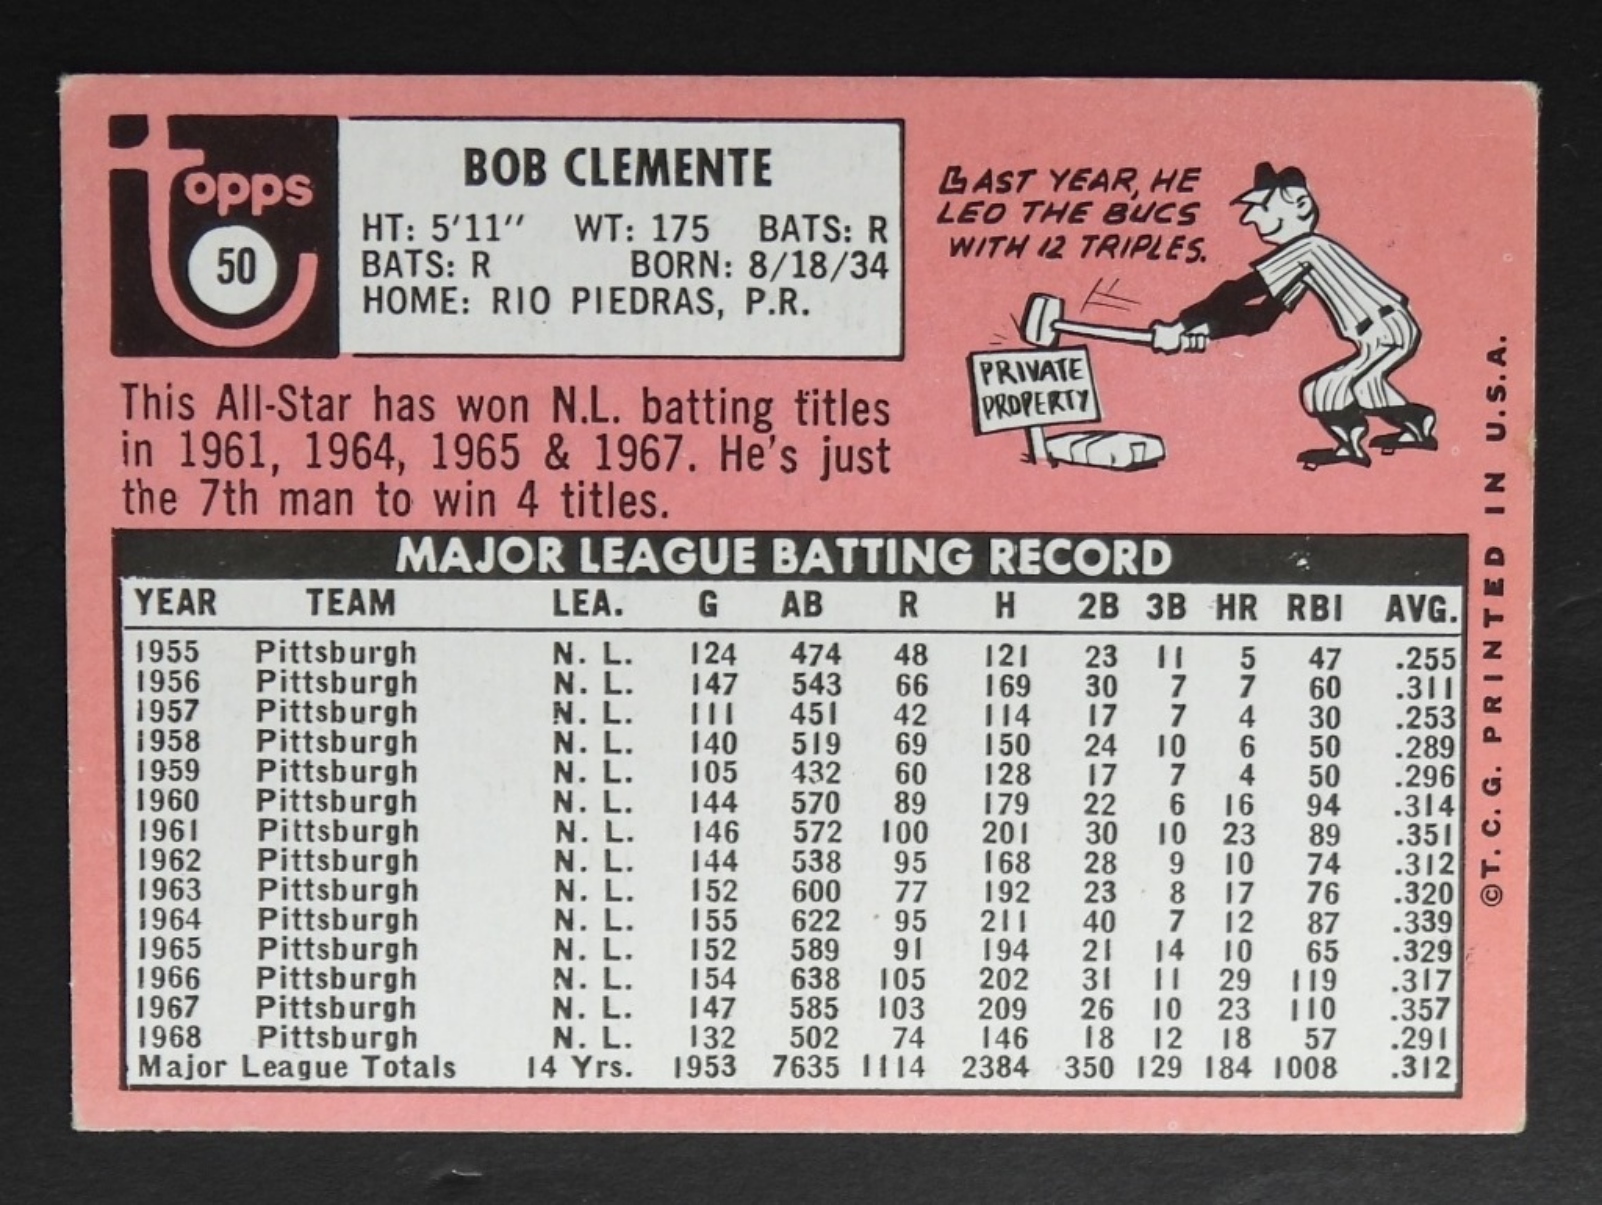 topps
50
BOB CLEMENTE
HT: 5'11" WT: 175 BATS: R
BATS: R BORN: 8/18/34
HOME: RIO PIEDRAS, P.R.
LAST YEAR, HE
LED THE BUCS
WITH 12 TRIPLES.
PRIVATE
PROPERTY
This All-Star has won N.L. batting titles
in 1961, 1964, 1965 & 1967. He's just
the 7th man to win 4 titles.
MAJOR LEAGUE BATTING RECORD
YEAR TEAM LEA. G AB R H 2B 3B HR RBI AVG.
1955 Pittsburgh N. L. 124 474 48 121 23 11 5 47 .255
1956 Pittsburgh N. L. 147 543 66 169 30 7 7 60 .311
1957 Pittsburgh N. L. 111 451 42 114 17 7 4 30 .253
1958 Pittsburgh N. L. 140 519 69 150 24 10 6 50 .289
1959 Pittsburgh N. L. 105 432 60 128 17 7 4 50 .296
1960 Pittsburgh N. L. 144 570 89 179 22 6 16 94 .314
1961 Pittsburgh N. L. 146 572 100 201 30 10 23 89 .351
1962 Pittsburgh N. L. 144 538 95 168 28 9 10 74 .312
1963 Pittsburgh N. L. 152 600 77 192 23 8 17 76 .320
1964 Pittsburgh N. L. 155 622 95 211 40 7 12 87 .339
1965 Pittsburgh N. L. 152 589 91 194 21 14 10 65 .329
1966 Pittsburgh N. L. 154 638 105 202 31 11 29 119 .317
1967 Pittsburgh N. L. 147 585 103 209 26 10 23 110 .357
1968 Pittsburgh N. L. 132 502 74 146 18 12 18 57 .291
Major League Totals 14 Yrs. 1953 7635 1114 2384 350 129 184 1008 .312
©T. C. G. PRINTED IN U.S.A.